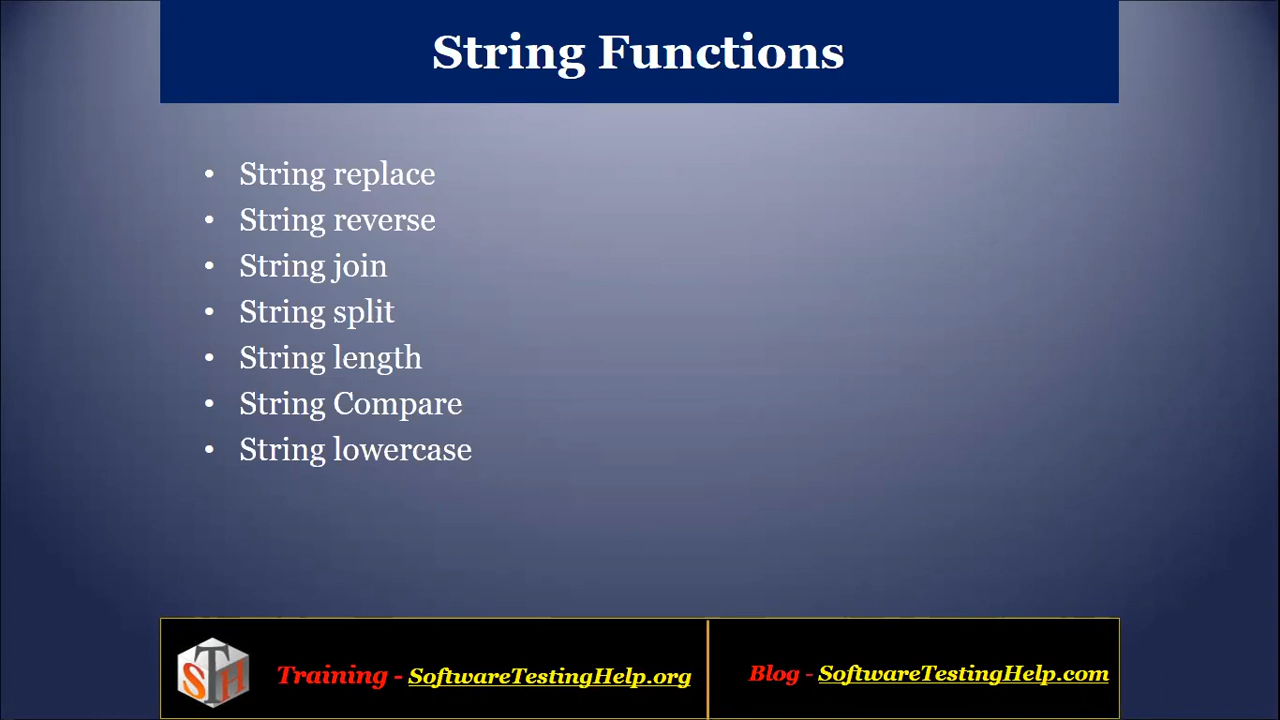 String Functions
• String replace
• String reverse
• String join
• String split
• String length
• String Compare
• String lowercase
STH
Training - SoftwareTestingHelp.org
Blog - SoftwareTestingHelp.com